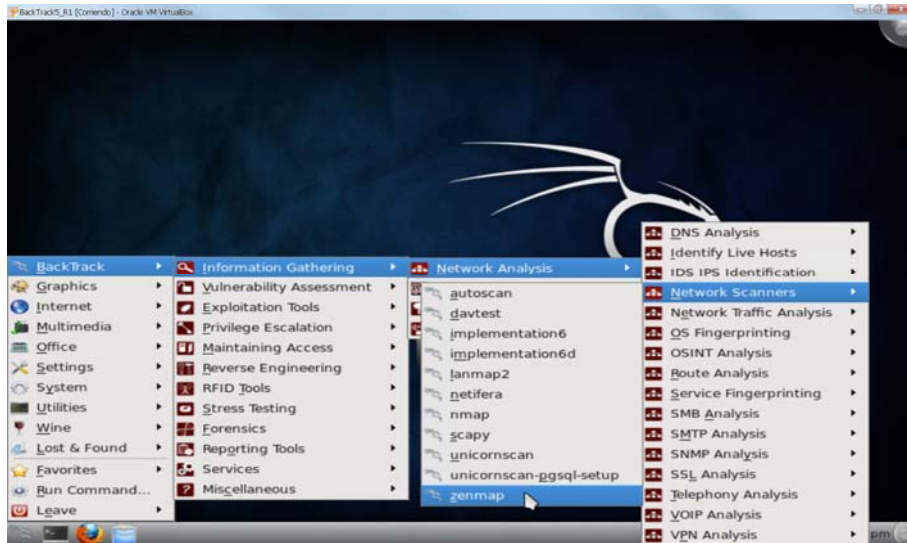 BackTrack5_R1 [Comendo] - Oracle VM VirtualBox
BackTrack
Graphics
Internet
Multimedia
Office
Settings
System
Utilities
Wine
Lost & Found
Favorites
Run Command...
Leave
Information Gathering
Vulnerability Assessment
Exploitation Tools
Privilege Escalation
Maintaining Access
Reverse Engineering
RFID Tools
Stress Testing
Forensics
Reporting Tools
Services
Miscellaneous
Network Analysis
autoscan
davtest
implementation6
implementation6d
lanmap2
netifera
nmap
scapy
unicornscan
unicornscan-pgsql-setup
zenmap
DNS Analysis
Identify Live Hosts
IDS IPS Identification
Network Scanners
Network Traffic Analysis
OS Fingerprinting
OSINT Analysis
Route Analysis
Service Fingerprinting
SMB Analysis
SMTP Analysis
SNMP Analysis
SSL Analysis
Telephony Analysis
VOIP Analysis
VPN Analysis
pm